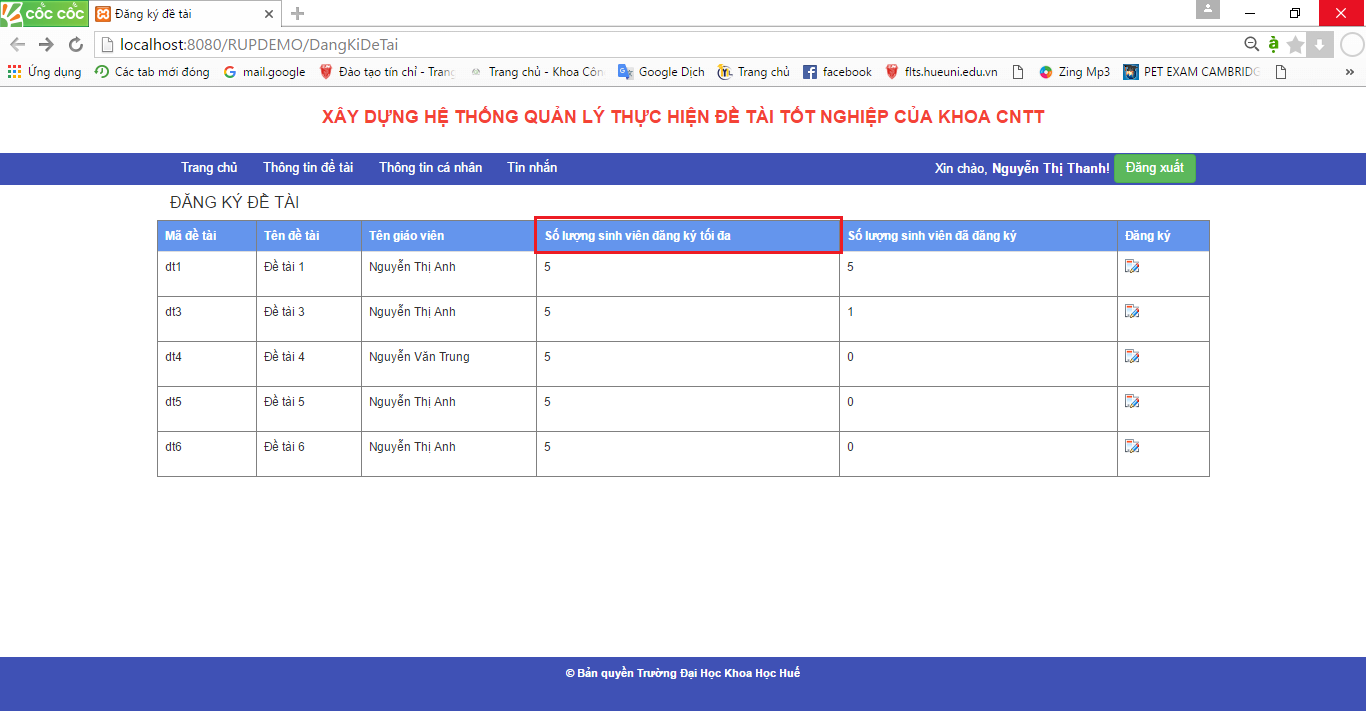 cốc cốc Đăng ký đề tài
localhost:8080/RUPDEMO/DangKiDeTai
Ứng dụng Các tab mới đóng mail.google Đào tạo tín chỉ - Trang Trang chủ - Khoa Côn Google Dịch Trang chủ facebook flts.hueuni.edu.vn Zing Mp3 PET EXAM CAMBRIDG »
XÂY DỰNG HỆ THỐNG QUẢN LÝ THỰC HIỆN ĐỀ TÀI TỐT NGHIỆP CỦA KHOA CNTT
Trang chủ Thông tin đề tài Thông tin cá nhân Tin nhắn Xin chào, Nguyễn Thị Thanh! Đăng xuất
ĐĂNG KÝ ĐỀ TÀI
Mã đề tài Tên đề tài Tên giáo viên Số lượng sinh viên đăng ký tối đa Số lượng sinh viên đã đăng ký Đăng ký
dt1 Đề tài 1 Nguyễn Thị Anh 5 5
dt3 Đề tài 3 Nguyễn Thị Anh 5 1
dt4 Đề tài 4 Nguyễn Văn Trung 5 0
dt5 Đề tài 5 Nguyễn Thị Anh 5 0
dt6 Đề tài 6 Nguyễn Thị Anh 5 0
© Bản quyền Trường Đại Học Khoa Học Huế